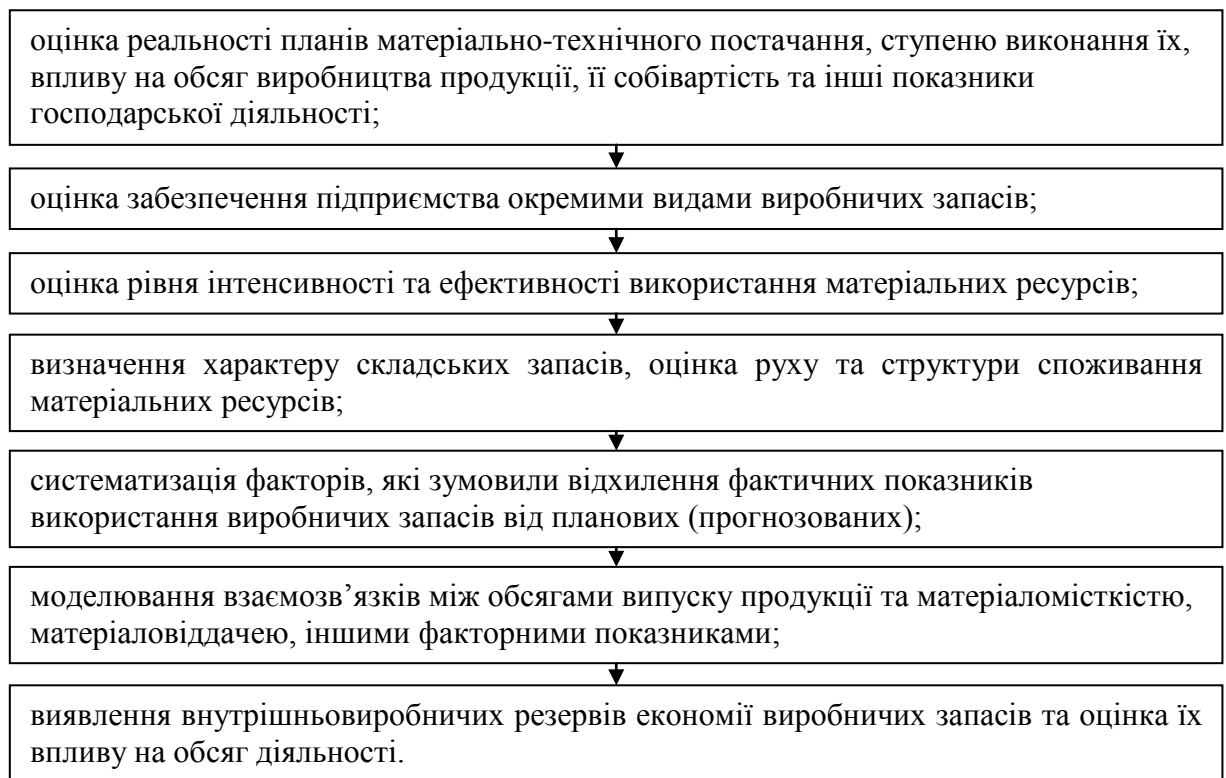 оцінка реальності планів матеріально-технічного постачання, ступеню виконання їх,
впливу на обсяг виробництва продукції, її собівартість та інші показники
господарської діяльності;
оцінка забезпечення підприємства окремими видами виробничих запасів;
оцінка рівня інтенсивності та ефективності використання матеріальних ресурсів;
визначення характеру складських запасів, оцінка руху та структури споживання
матеріальних ресурсів;
систематизація факторів, які зумовили відхилення фактичних показників
використання виробничих запасів від планових (прогнозованих);
моделювання взаємозв’язків між обсягами випуску продукції та матеріаломісткістю,
матеріаловіддачею, іншими факторними показниками;
виявлення внутрішньовиробничих резервів економії виробничих запасів та оцінка їх
впливу на обсяг діяльності.